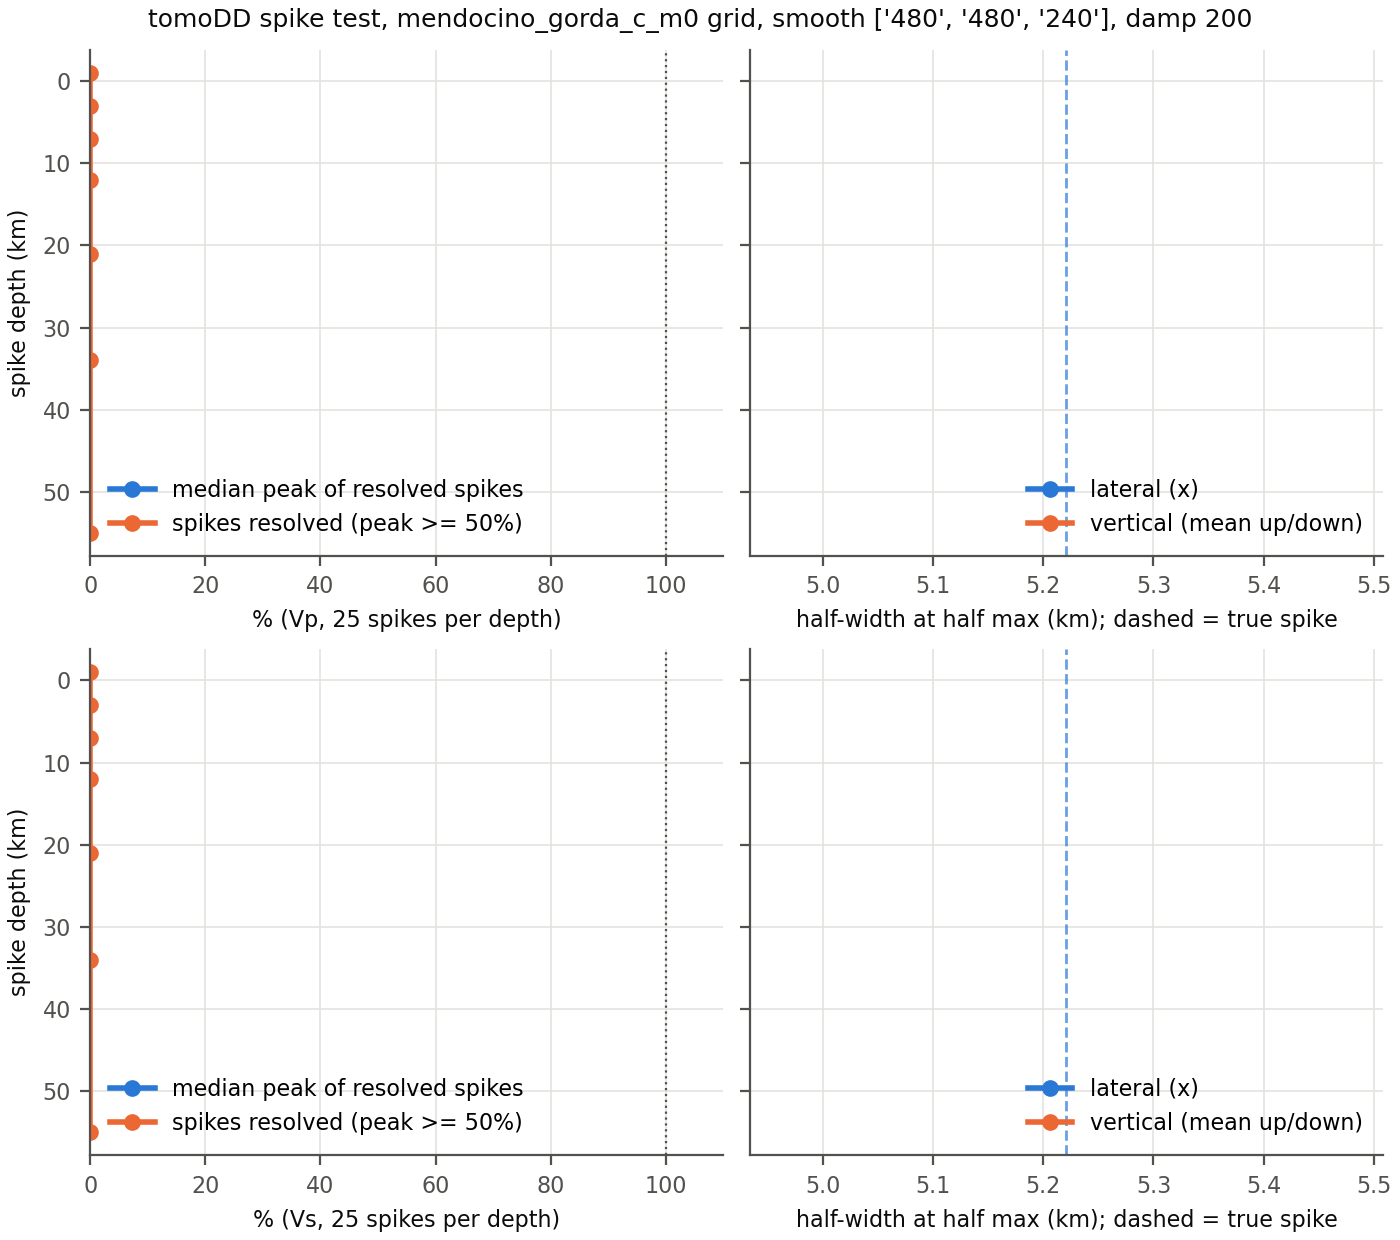 tomoDD spike test, mendocino_gorda_c_m0 grid, smooth ['480', '480', '240'], damp 200
0
10
20
30
40
50
spike depth (km)
median peak of resolved spikes
spikes resolved (peak >= 50%)
0 20 40 60 80 100
% (Vp, 25 spikes per depth)
lateral (x)
vertical (mean up/down)
5.0 5.1 5.2 5.3 5.4 5.5
half-width at half max (km); dashed = true spike
0
10
20
30
40
50
spike depth (km)
median peak of resolved spikes
spikes resolved (peak >= 50%)
0 20 40 60 80 100
% (Vs, 25 spikes per depth)
lateral (x)
vertical (mean up/down)
5.0 5.1 5.2 5.3 5.4 5.5
half-width at half max (km); dashed = true spike